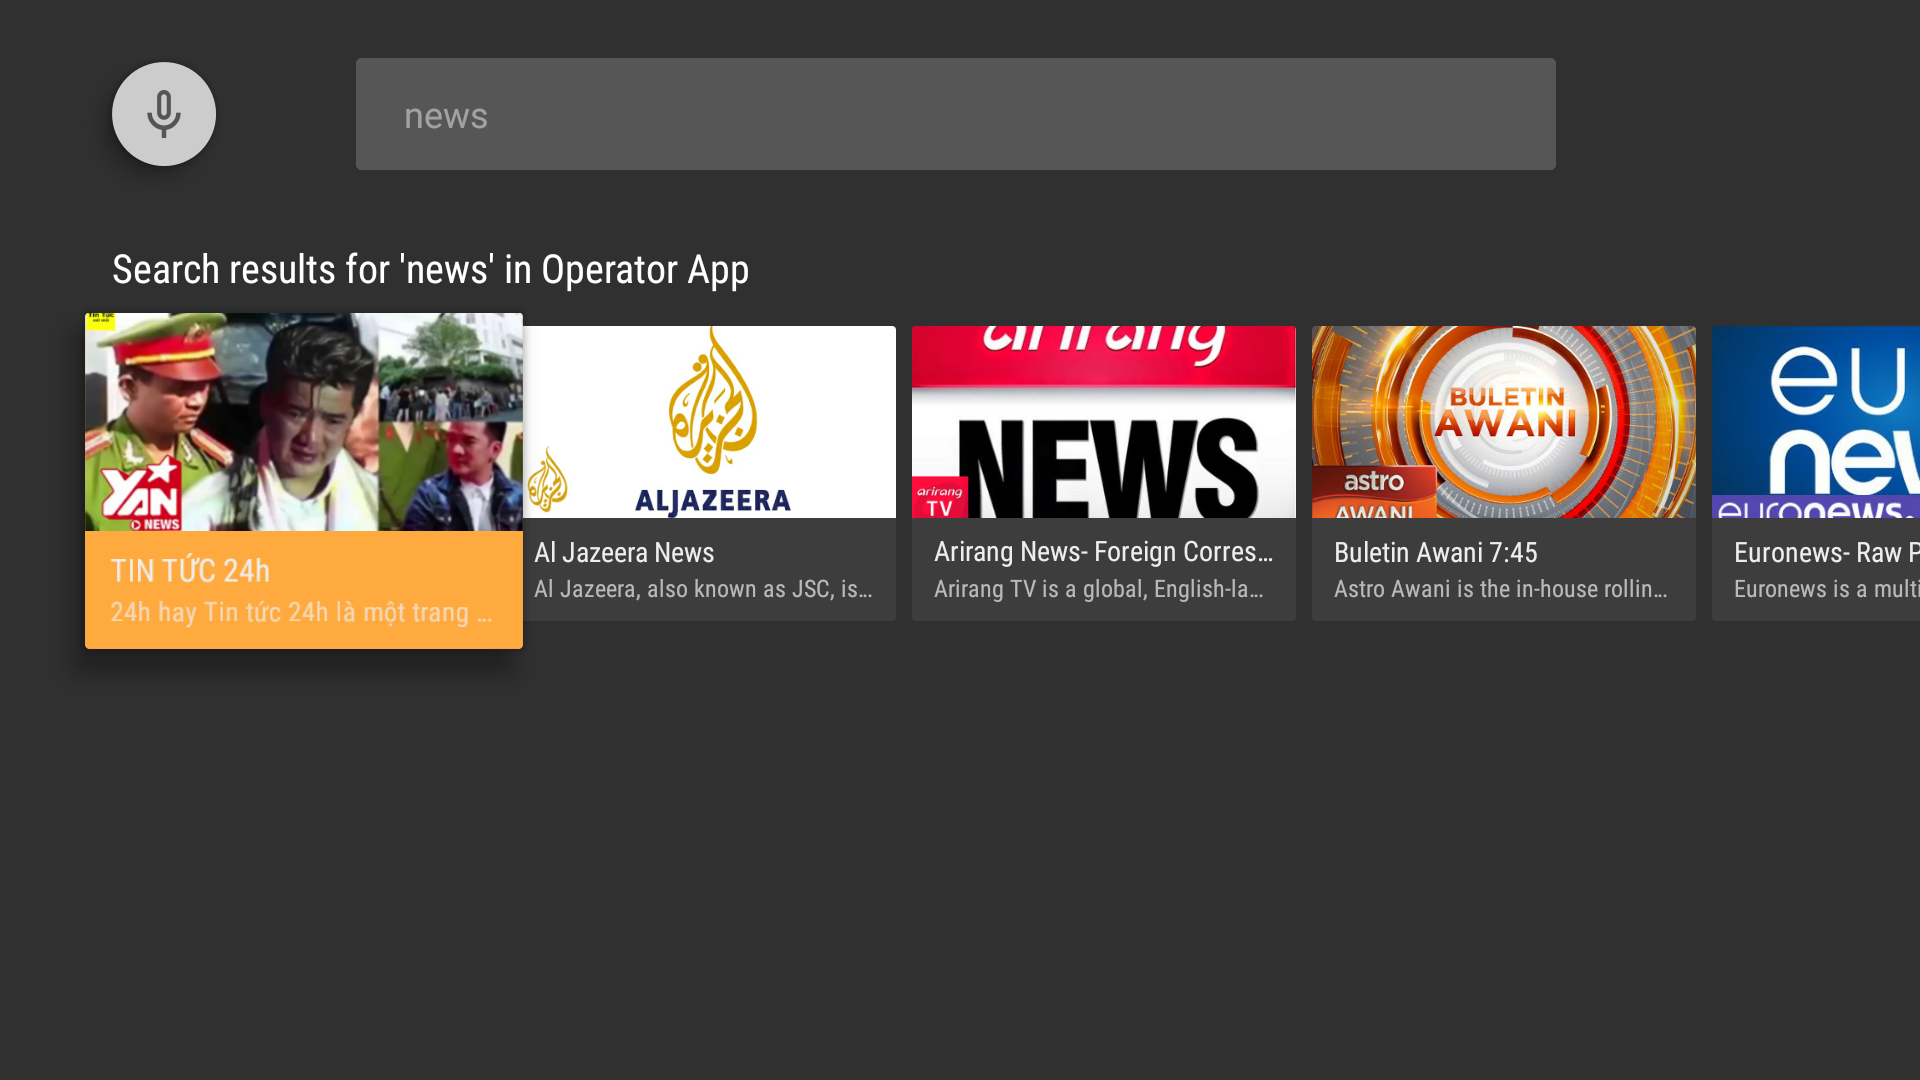 news
Search results for 'news' in Operator App
YAN
NEWS
TIN TỨC 24h
24h hay Tin tức 24h là một trang ...
ALJAZEERA
Al Jazeera News
Al Jazeera, also known as JSC, is...
arirang
NEWS
arirang
TV
Arirang News- Foreign Corres...
Arirang TV is a global, English-la...
BULETIN
AWANI
astro
AWANI
Buletin Awani 7:45
Astro Awani is the in-house rollin...
eu
nev
euronews.
Euronews- Raw P
Euronews is a multi